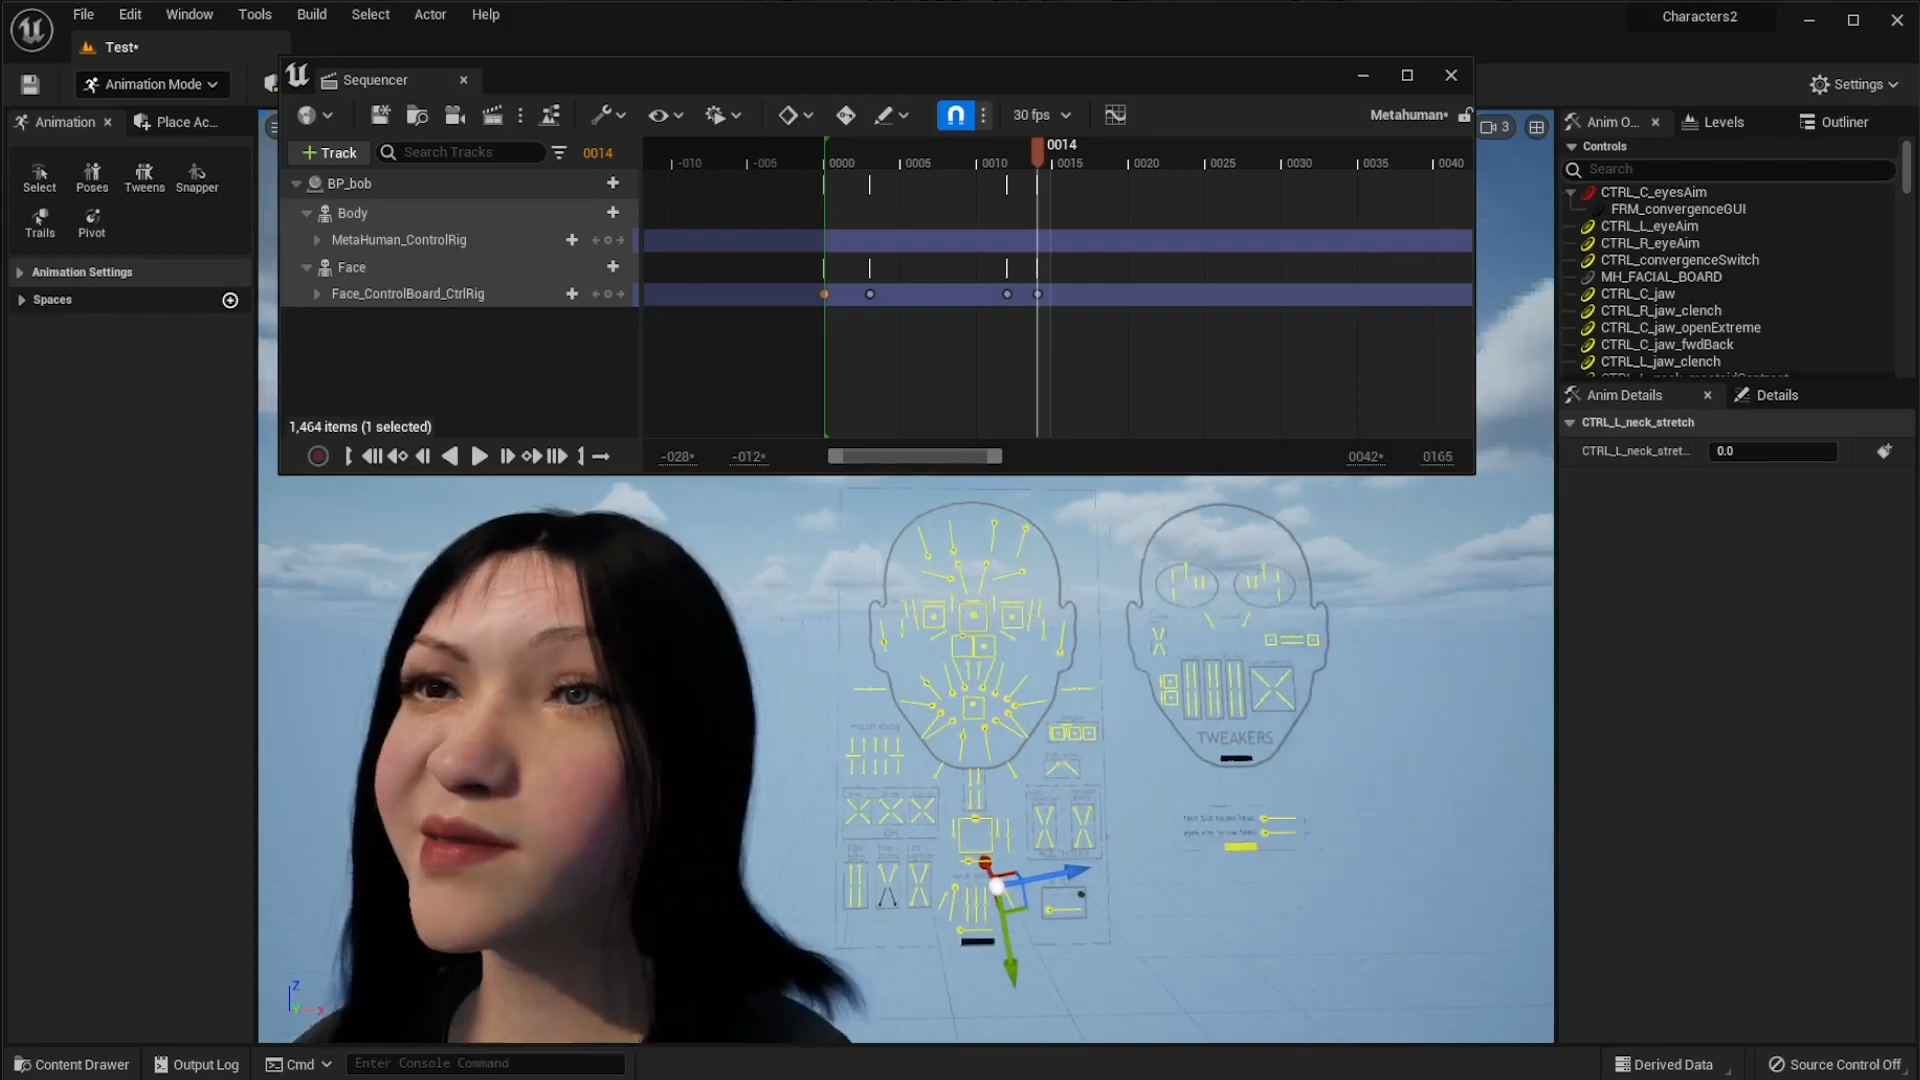 File Edit Window Tools Build Select Actor Help
Characters2
Test*
Animation Mode
Settings
Sequencer
30 fps
Metahuman*
Animation
Place Ac...
3
Anim O...
Levels
Outliner
Track
Search Tracks
0014
0014
-010 -005 0000 0005 0010 0015 0020 0025 0030 0035 0040
Controls
Search
Select Poses Tweens Snapper
Trails Pivot
Animation Settings
Spaces
BP_bob
Body
MetaHuman_ControlRig
Face
Face_ControlBoard_CtrlRig
1,464 items (1 selected)
-028* -012* 0042* 0165
CTRL_C_eyesAim
FRM_convergenceGUI
CTRL_L_eyeAim
CTRL_R_eyeAim
CTRL_convergenceSwitch
MH_FACIAL_BOARD
CTRL_C_jaw
CTRL_R_jaw_clench
CTRL_C_jaw_openExtreme
CTRL_C_jaw_fwdBack
CTRL_L_jaw_clench
Anim Details
Details
CTRL_L_neck_stretch
CTRL_L_neck_stret... 0.0
TWEAKERS
Z
Y
X
Content Drawer
Output Log
Cmd
Enter Console Command
Derived Data
Source Control Off